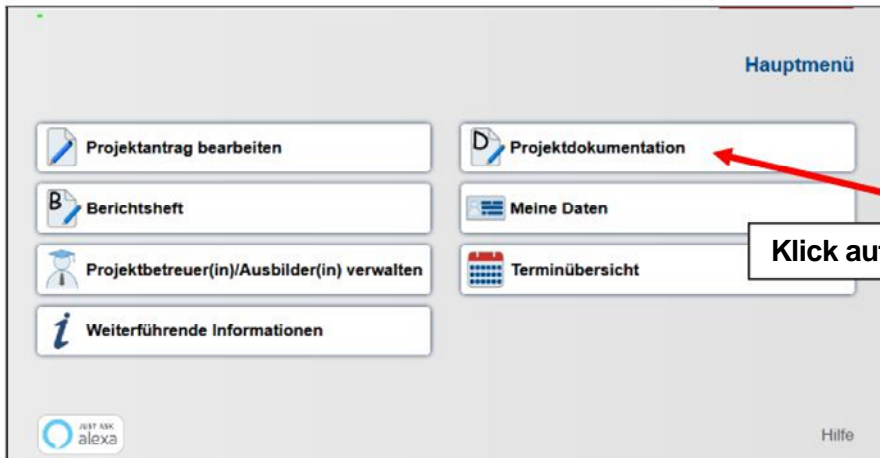 Hauptmenü
Projektantrag bearbeiten
Projektdokumentation
Berichtsheft
Meine Daten
Klick
Projektbetreuer(in)/Ausbilder(in) verwalten
Terminübersicht
Weiterführende Informationen
JUST ASK
alexa
Hilfe